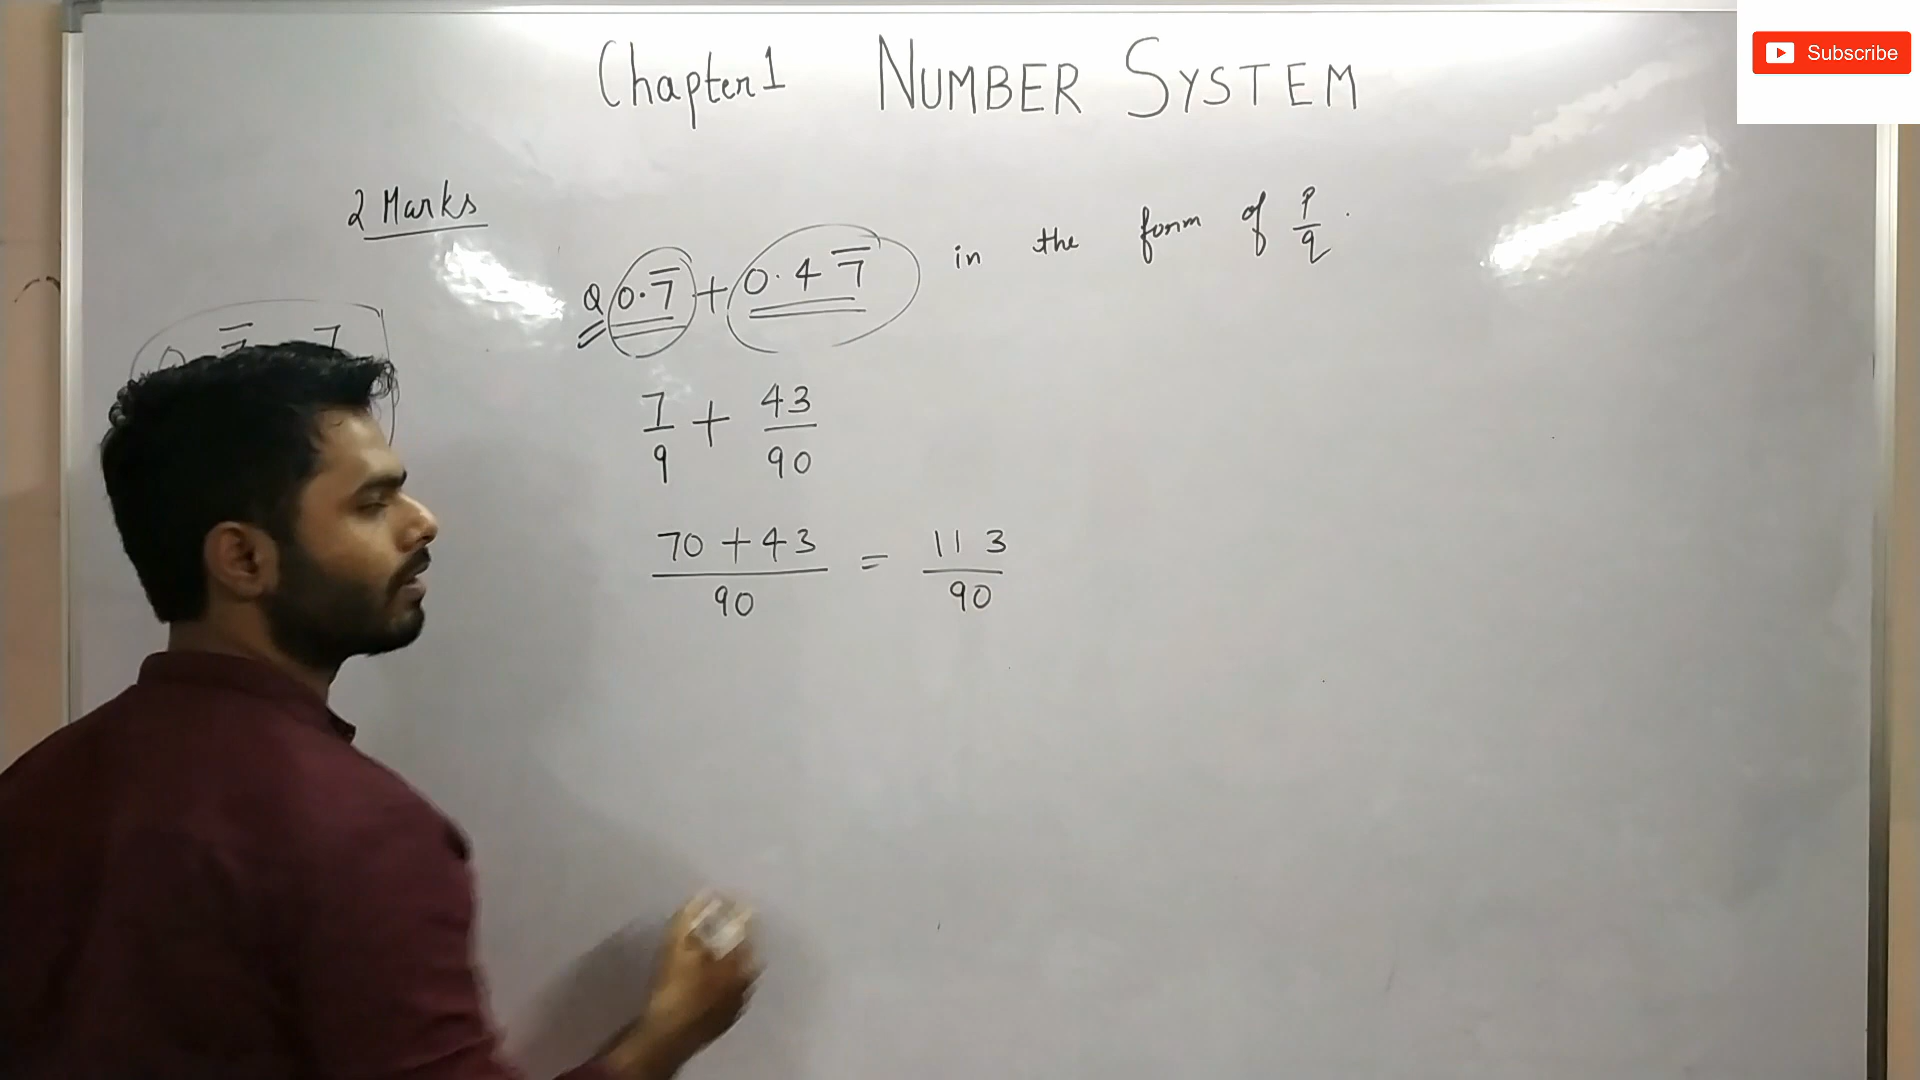 Chapter 1 NUMBER SYSTEM
Subscribe
2 Marks
Q 0.7̅ + 0.47̅ in the form of p/q.
7/9 + 43/90
70 + 43/90 = 113/90